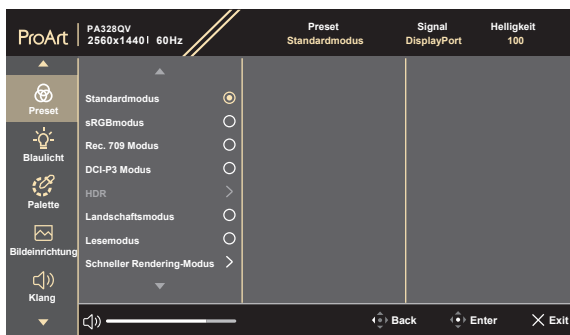 ProArt
PA328QV
2560x1440 60Hz
Preset
Standardmodus
Signal
DisplayPort
Helligkeit
100
Preset
Blaulicht
Palette
Bildeinrichtung
Klang
Standardmodus
sRGBmodus
Rec. 709 Modus
DCI-P3 Modus
HDR
Landschaftsmodus
Lesemodus
Schneller Rendering-Modus
Back
Enter
Exit